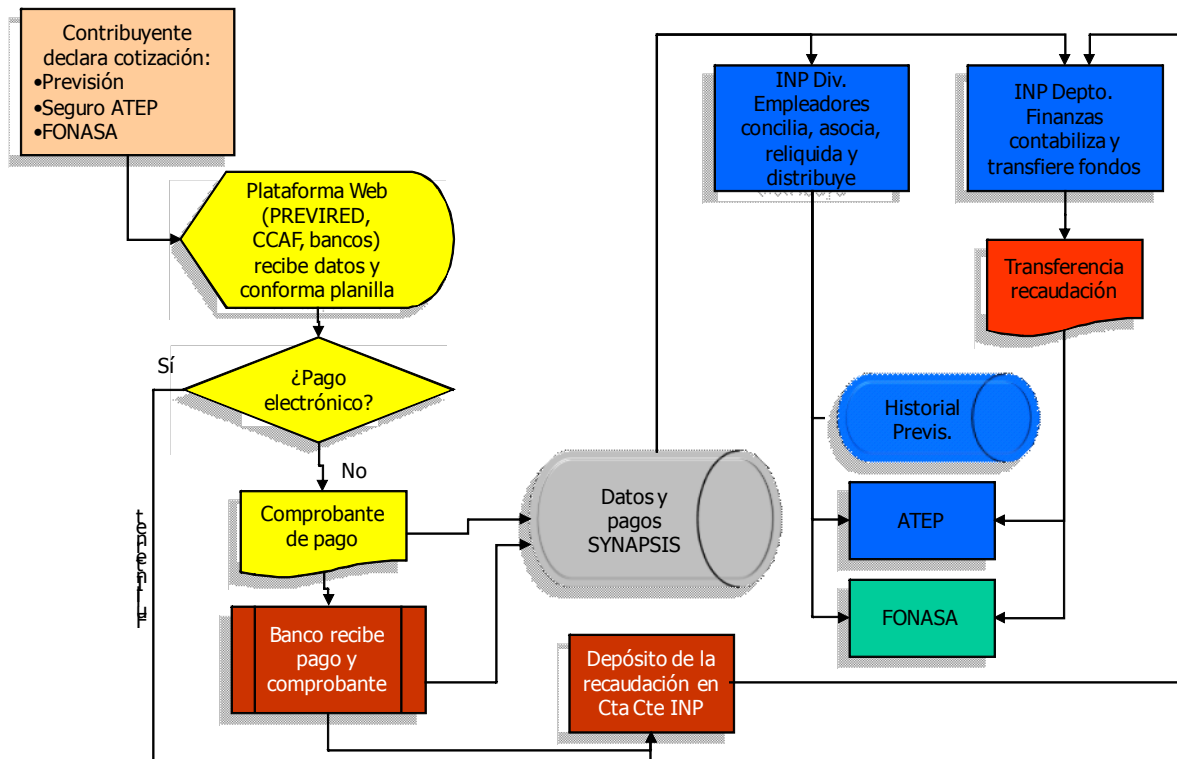 Contribuyente
declara cotización:
•Previsión
•Seguro ATEP
•FONASA
Plataforma Web
(PREVIRED,
CCAF, bancos)
recibe datos y
conforma planilla
Sí
¿Pago
electrónico?
No
Comprobante
de pago
Banco recibe
pago y
comprobante
Datos y
pagos
SYNAPSIS
Depósito de la
recaudación en
Cta Cte INP
INP Div.
Empleadores
concilia, asocia,
reliquida y
distribuye
INP Depto.
Finanzas
contabiliza y
transfiere fondos
Transferencia
recaudación
Historial
Previs.
ATEP
FONASA